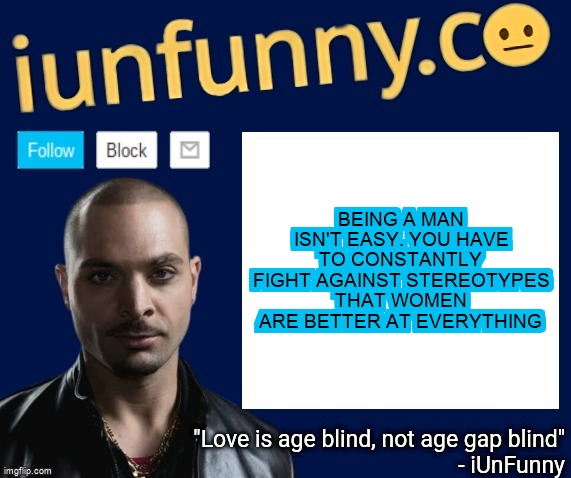 iunfunny.c😐
Follow
Block
BEING A MAN
ISN'T EASY. YOU HAVE
TO CONSTANTLY
FIGHT AGAINST STEREOTYPES
THAT WOMEN
ARE BETTER AT EVERYTHING
"Love is age blind, not age gap blind"
- iUnFunny
imgflip.com